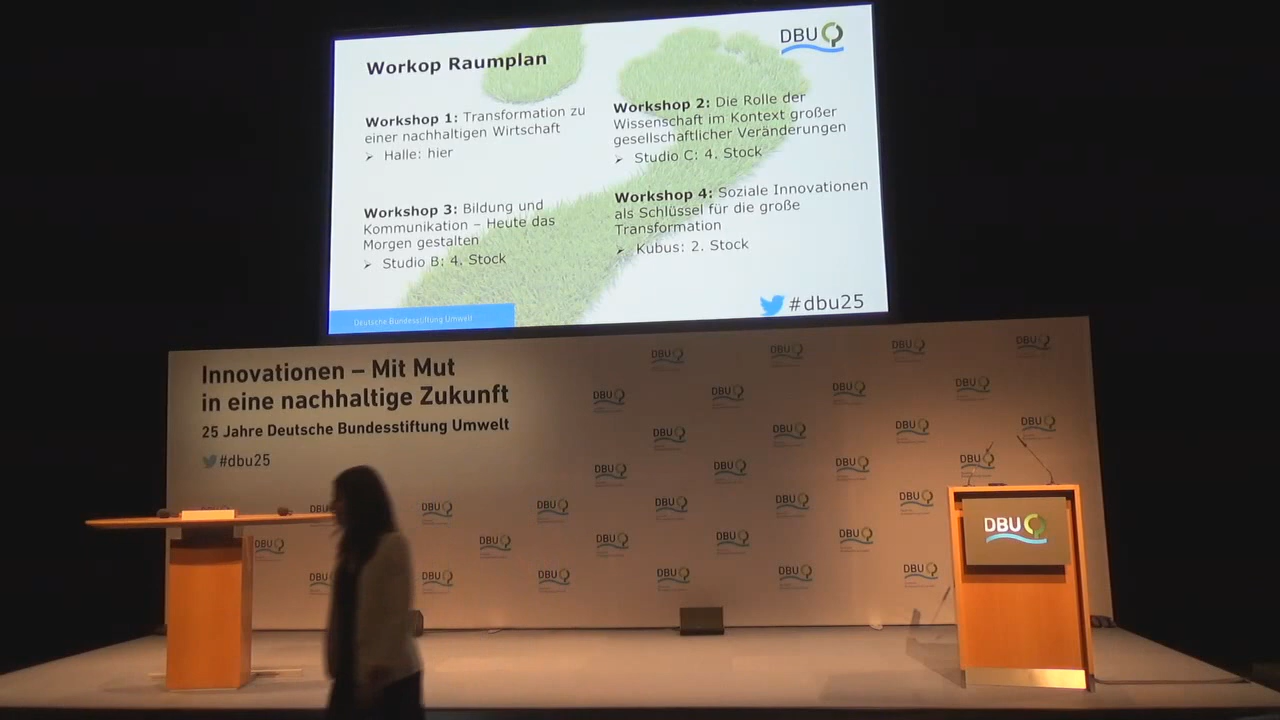 DBU
Workop Raumplan
Workshop 1: Transformation zu
einer nachhaltigen Wirtschaft
➢ Halle: hier
Workshop 2: Die Rolle der
Wissenschaft im Kontext großer
gesellschaftlicher Veränderungen
➢ Studio C: 4. Stock
Workshop 3: Bildung und
Kommunikation – Heute das
Morgen gestalten
➢ Studio B: 4. Stock
Workshop 4: Soziale Innovationen
als Schlüssel für die große
Transformation
➢ Kubus: 2. Stock
#dbu25
Deutsche Bundesstiftung Umwelt
Innovationen – Mit Mut
in eine nachhaltige Zukunft
25 Jahre Deutsche Bundesstiftung Umwelt
#dbu25
DBU